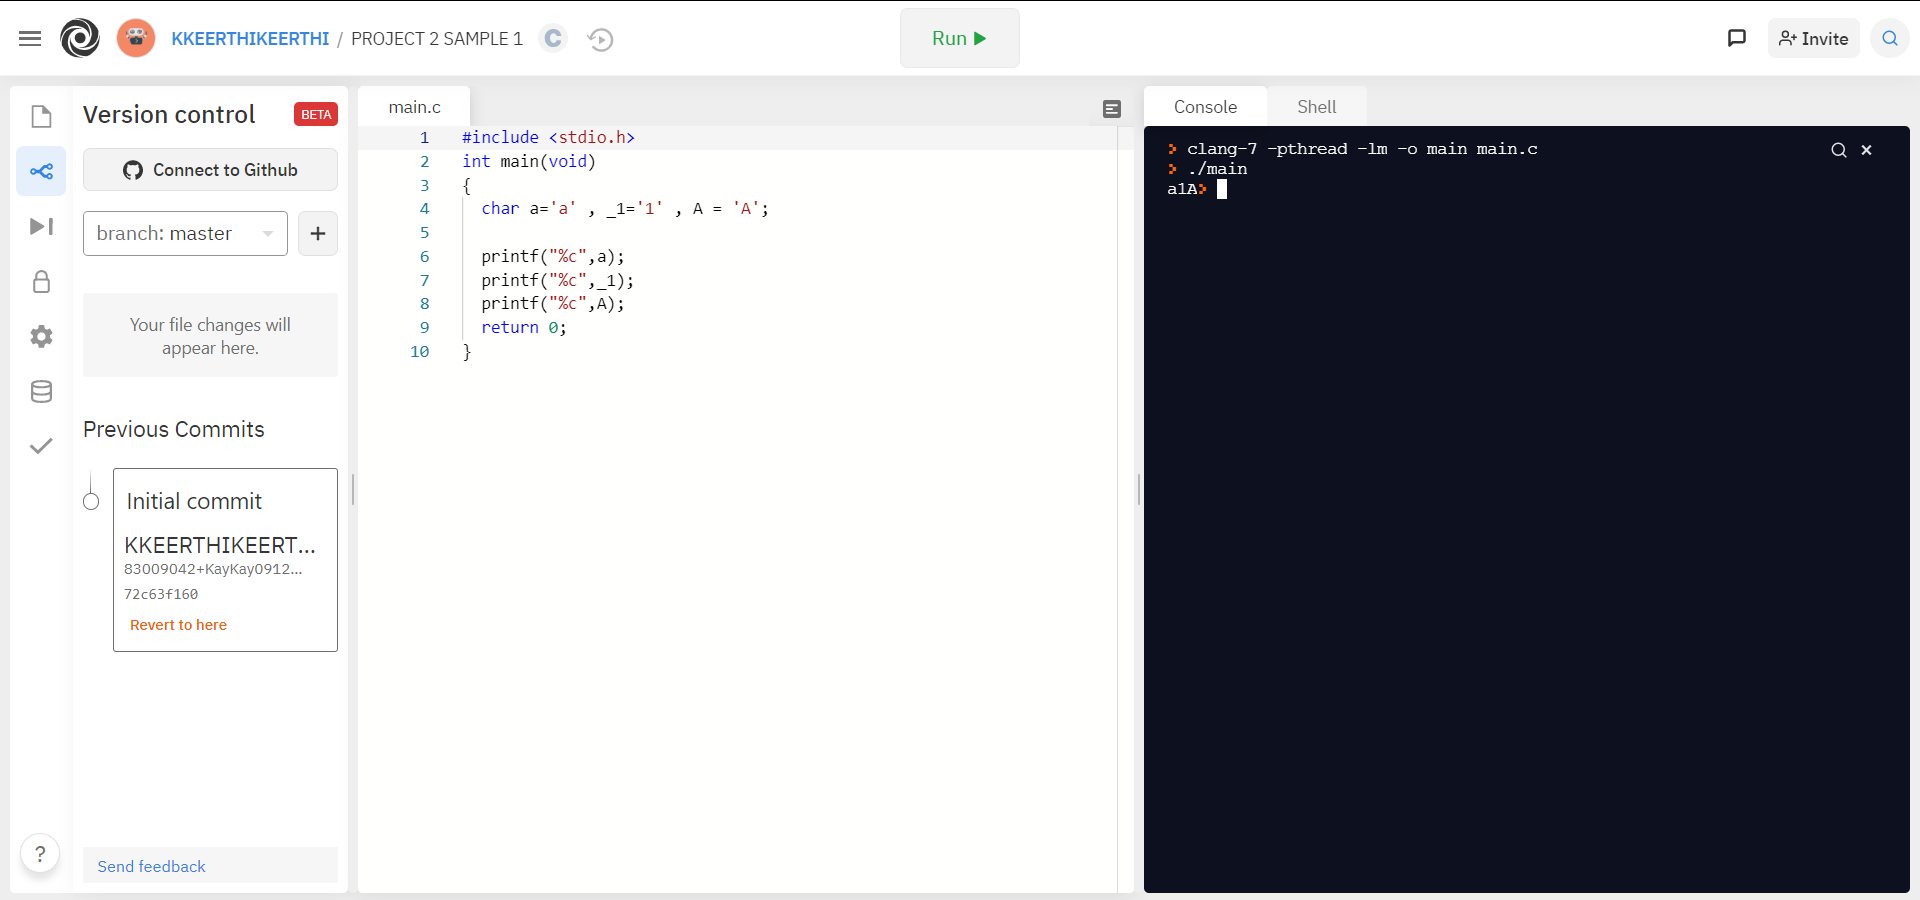 KKEERTHIKEERTHI / PROJECT 2 SAMPLE 1 C
Run
Invite
Version control BETA
Connect to Github
branch: master
+
Your file changes will
appear here.
Previous Commits
Initial commit
KKEERTHIKEERT...
83009042+KayKay0912...
72c63f160
Revert to here
?
Send feedback
main.c
1 #include <stdio.h>
2 int main(void)
3 {
4 char a='a' , _1='1' , A = 'A';
5
6 printf("%c",a);
7 printf("%c",_1);
8 printf("%c",A);
9 return 0;
10 }
Console Shell
> clang-7 -pthread -lm -o main main.c
> ./main
a1A>